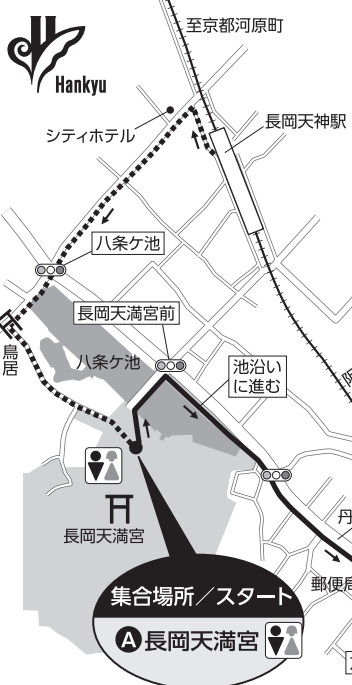 至京都河原町
Hankyu
シティホテル
長岡天神駅
八条ケ池
長岡天満宮前
鳥居
八条ケ池
池沿い
に進む
長岡天満宮
集合場所／スタート
A 長岡天満宮
郵便局